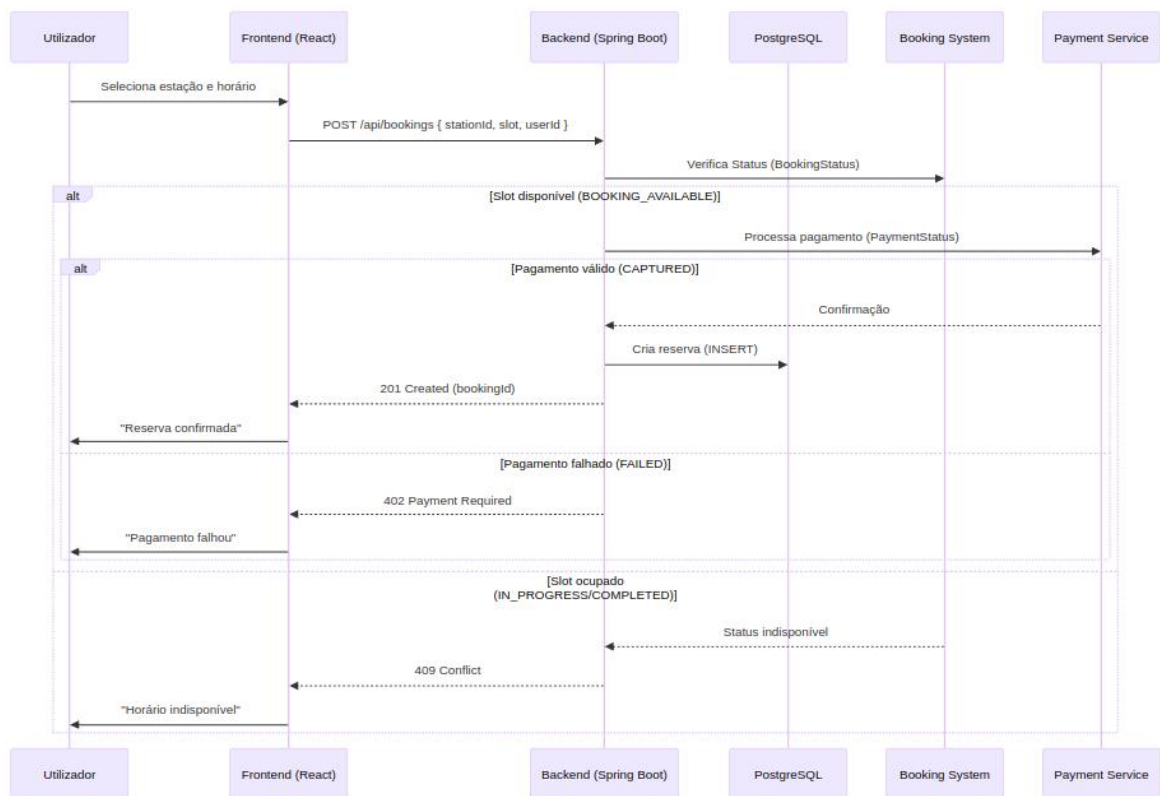 Utilizador
Frontend (React)
Backend (Spring Boot)
PostgreSQL
Booking System
Payment Service
Seleciona estação e horário
POST /api/bookings { stationId, slot, userId }
Verifica Status (BookingStatus)
alt
[Slot disponível (BOOKING_AVAILABLE)]
Processa pagamento (PaymentStatus)
alt
[Pagamento válido (CAPTURED)]
Confirmação
Cria reserva (INSERT)
201 Created (bookingId)
"Reserva confirmada"
[Pagamento falhado (FAILED)]
402 Payment Required
"Pagamento falhou"
[Slot ocupado
(IN_PROGRESS/COMPLETED)]
Status indisponível
409 Conflict
"Horário indisponível"
Utilizador
Frontend (React)
Backend (Spring Boot)
PostgreSQL
Booking System
Payment Service